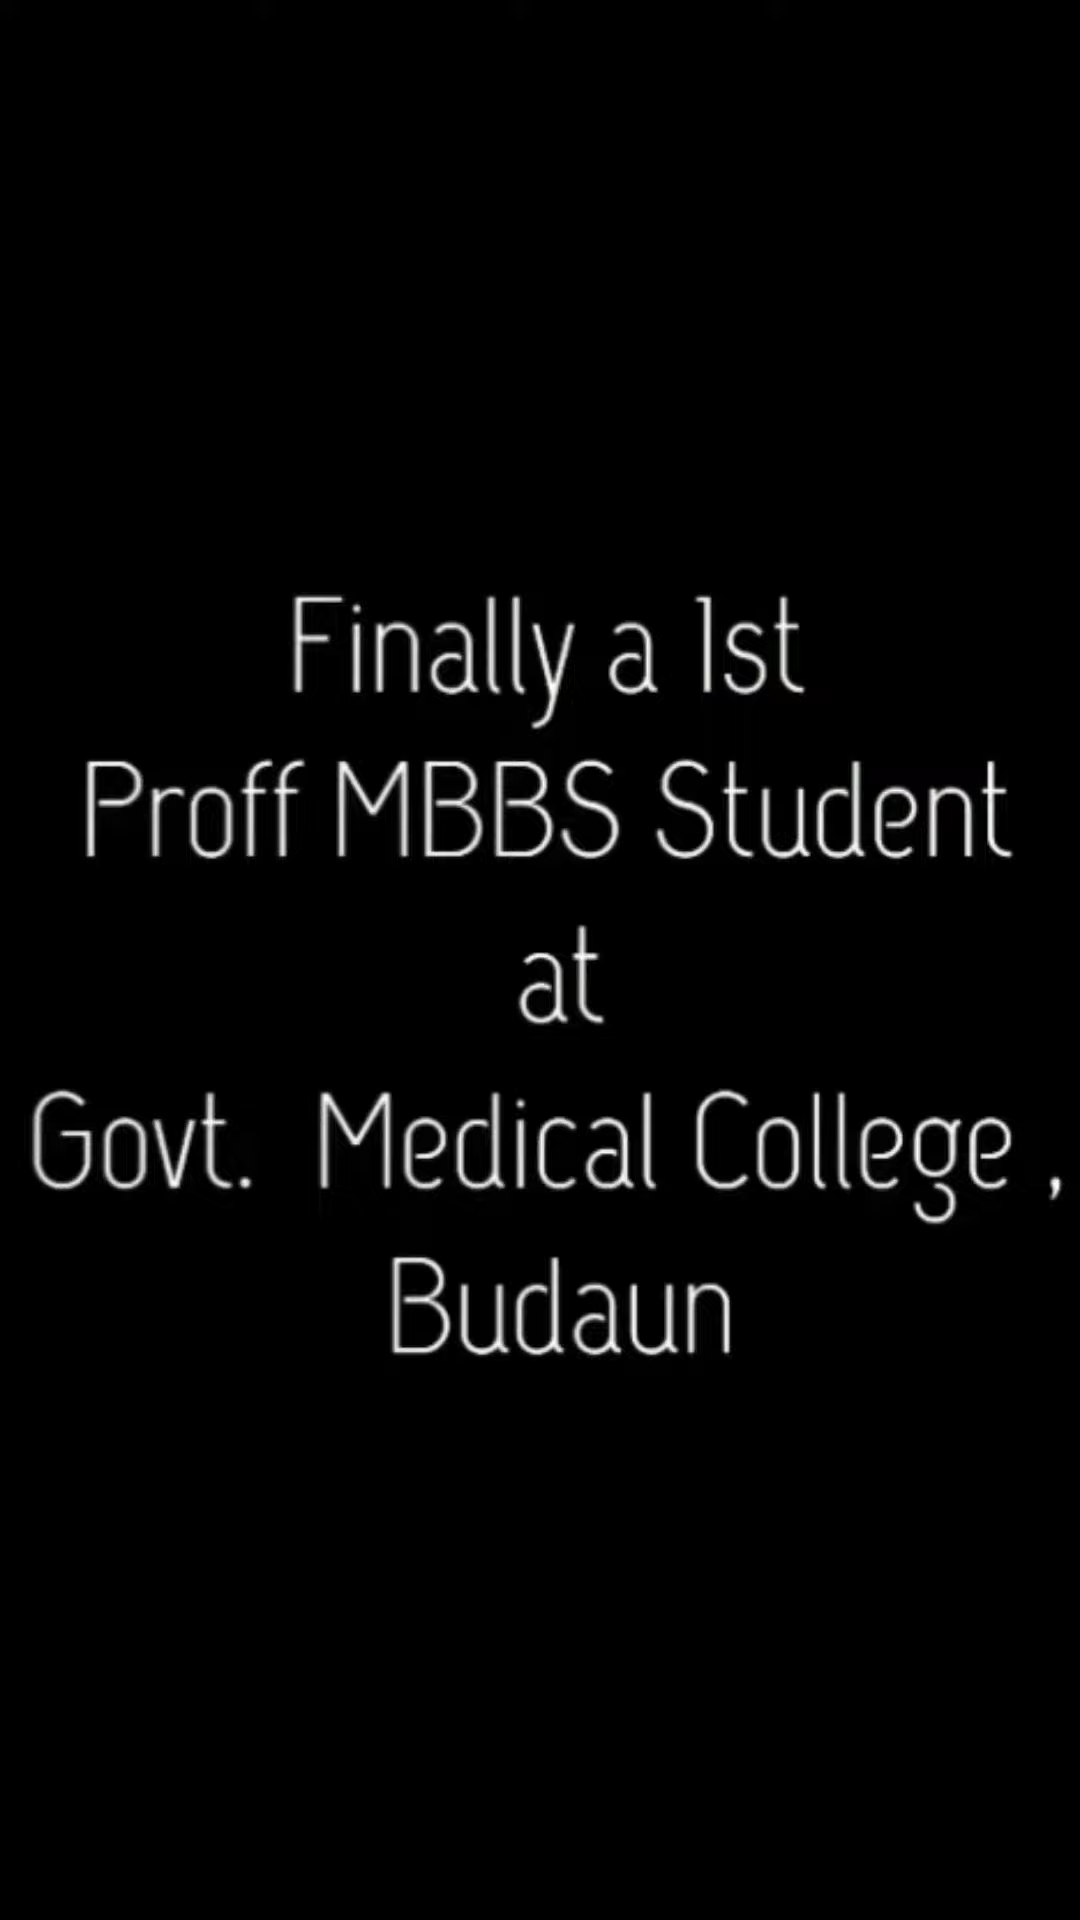 Finally a 1st
Proff MBBS Student
at
Govt.  Medical College ,
Budaun